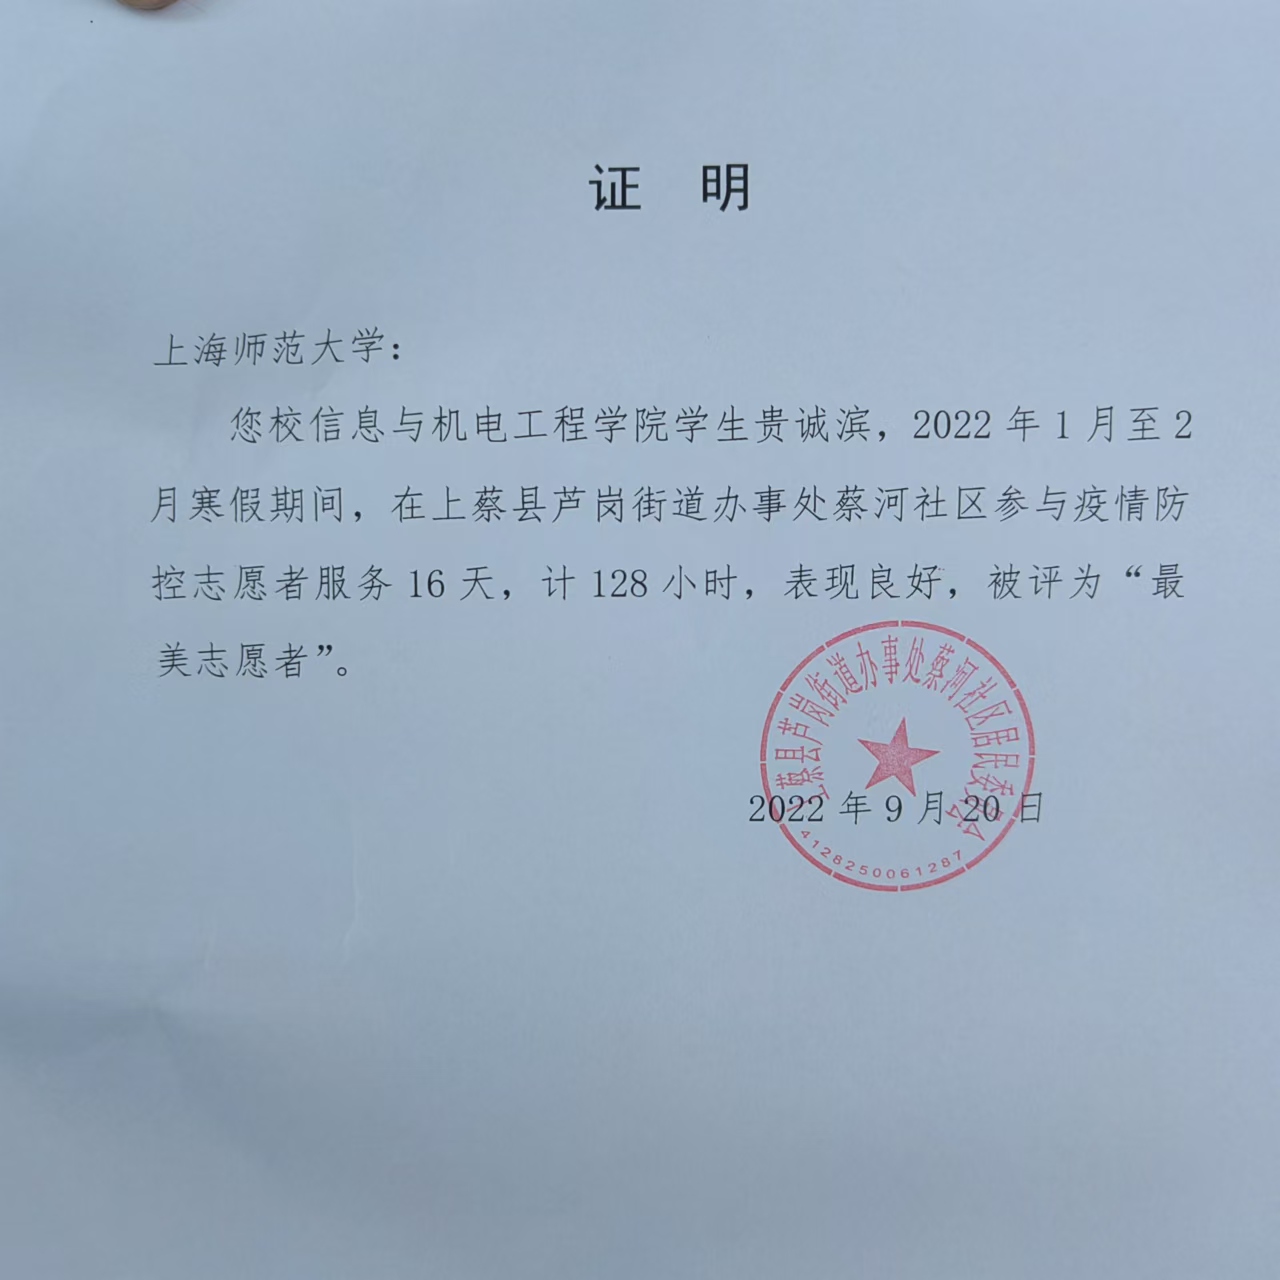 证 明
上海师范大学：
您校信息与机电工程学院学生贵诚滨，2022 年 1 月至 2
月寒假期间，在上蔡县芦岗街道办事处蔡河社区参与疫情防
控志愿者服务 16 天，计 128 小时，表现良好，被评为“最
美志愿者”。
上蔡县芦岗街道办事处蔡河社区居民委员会
2022 年 9 月 20 日
4128250061287